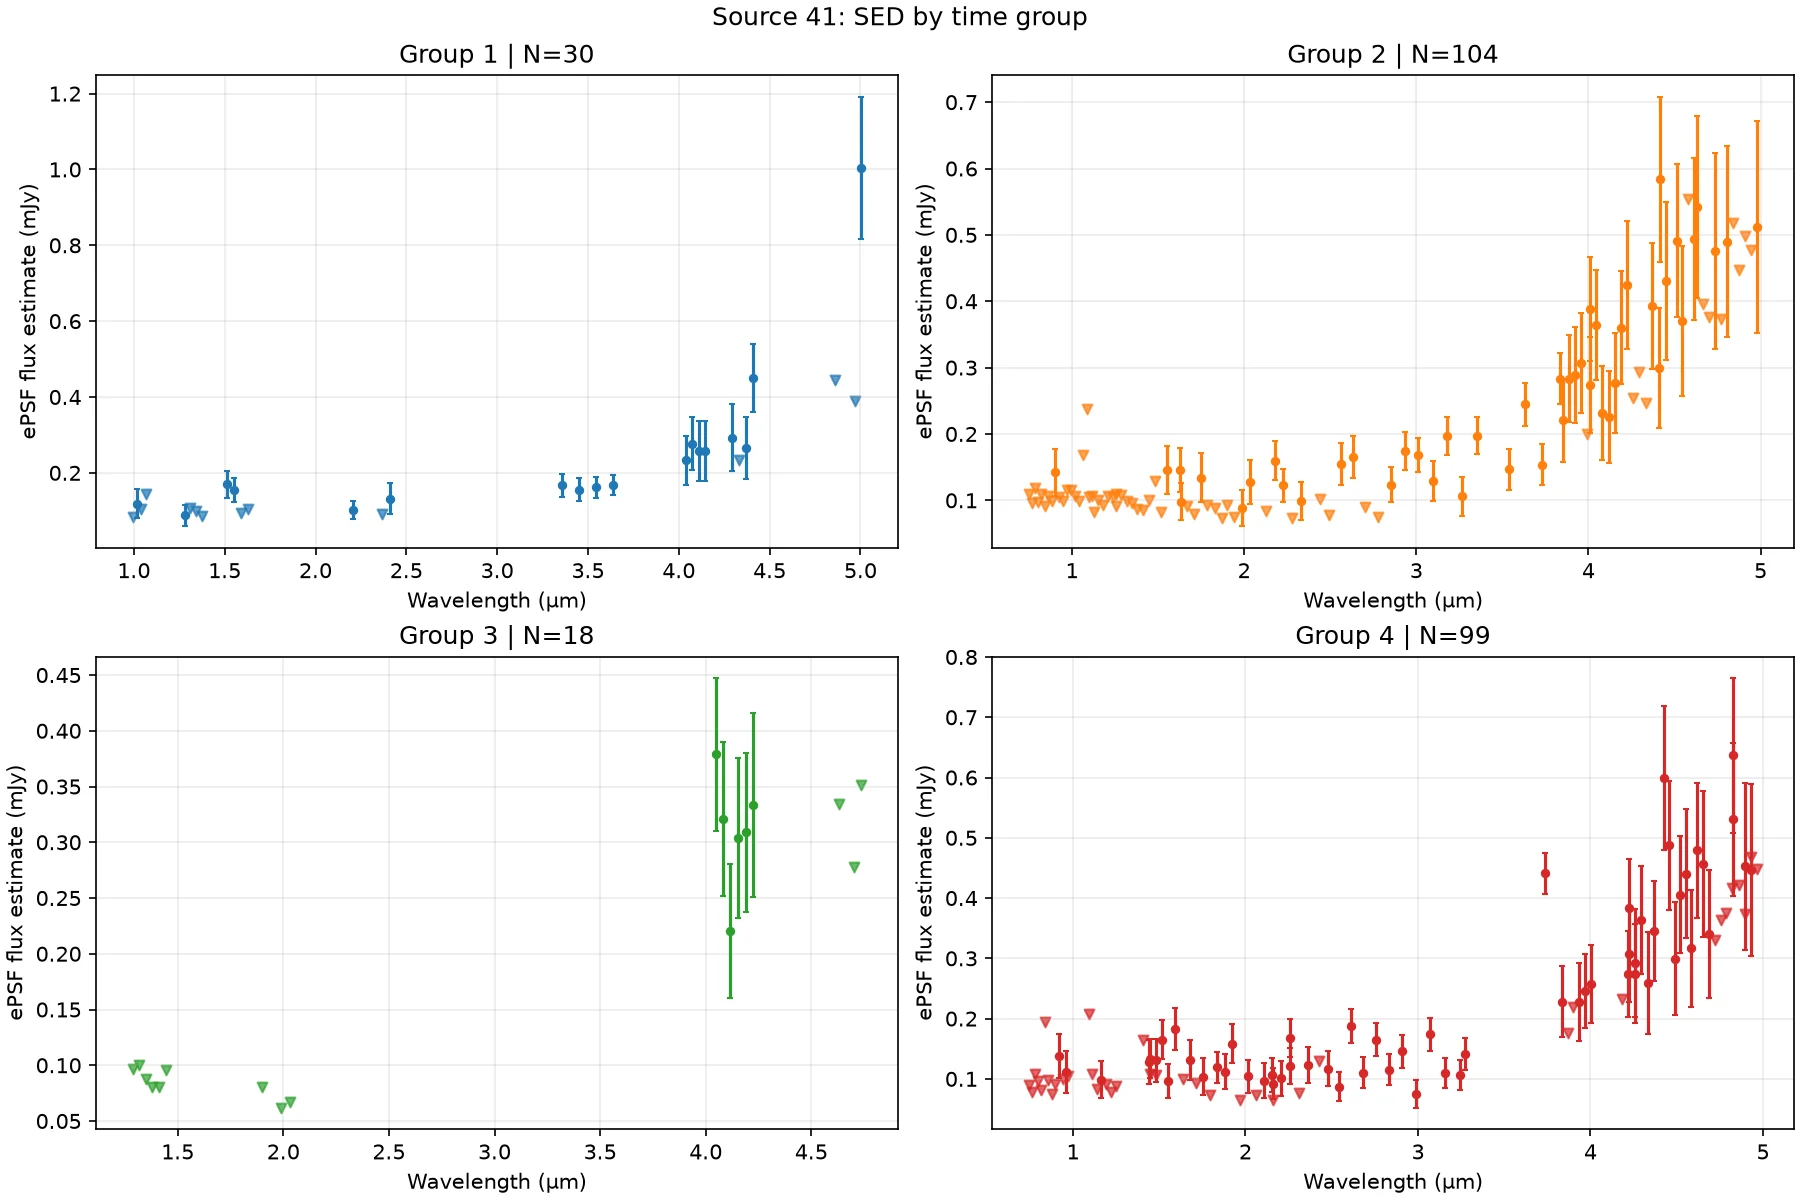 Source 41: SED by time group
Group 1 | N=30
1.2
1.0
0.8
0.6
0.4
0.2
ePSF flux estimate (mJy)
1.0 1.5 2.0 2.5 3.0 3.5 4.0 4.5 5.0
Wavelength (µm)
Group 2 | N=104
0.7
0.6
0.5
0.4
0.3
0.2
0.1
ePSF flux estimate (mJy)
1 2 3 4 5
Wavelength (µm)
Group 3 | N=18
0.45
0.40
0.35
0.30
0.25
0.20
0.15
0.10
0.05
ePSF flux estimate (mJy)
1.5 2.0 2.5 3.0 3.5 4.0 4.5
Wavelength (µm)
Group 4 | N=99
0.8
0.7
0.6
0.5
0.4
0.3
0.2
0.1
ePSF flux estimate (mJy)
1 2 3 4 5
Wavelength (µm)